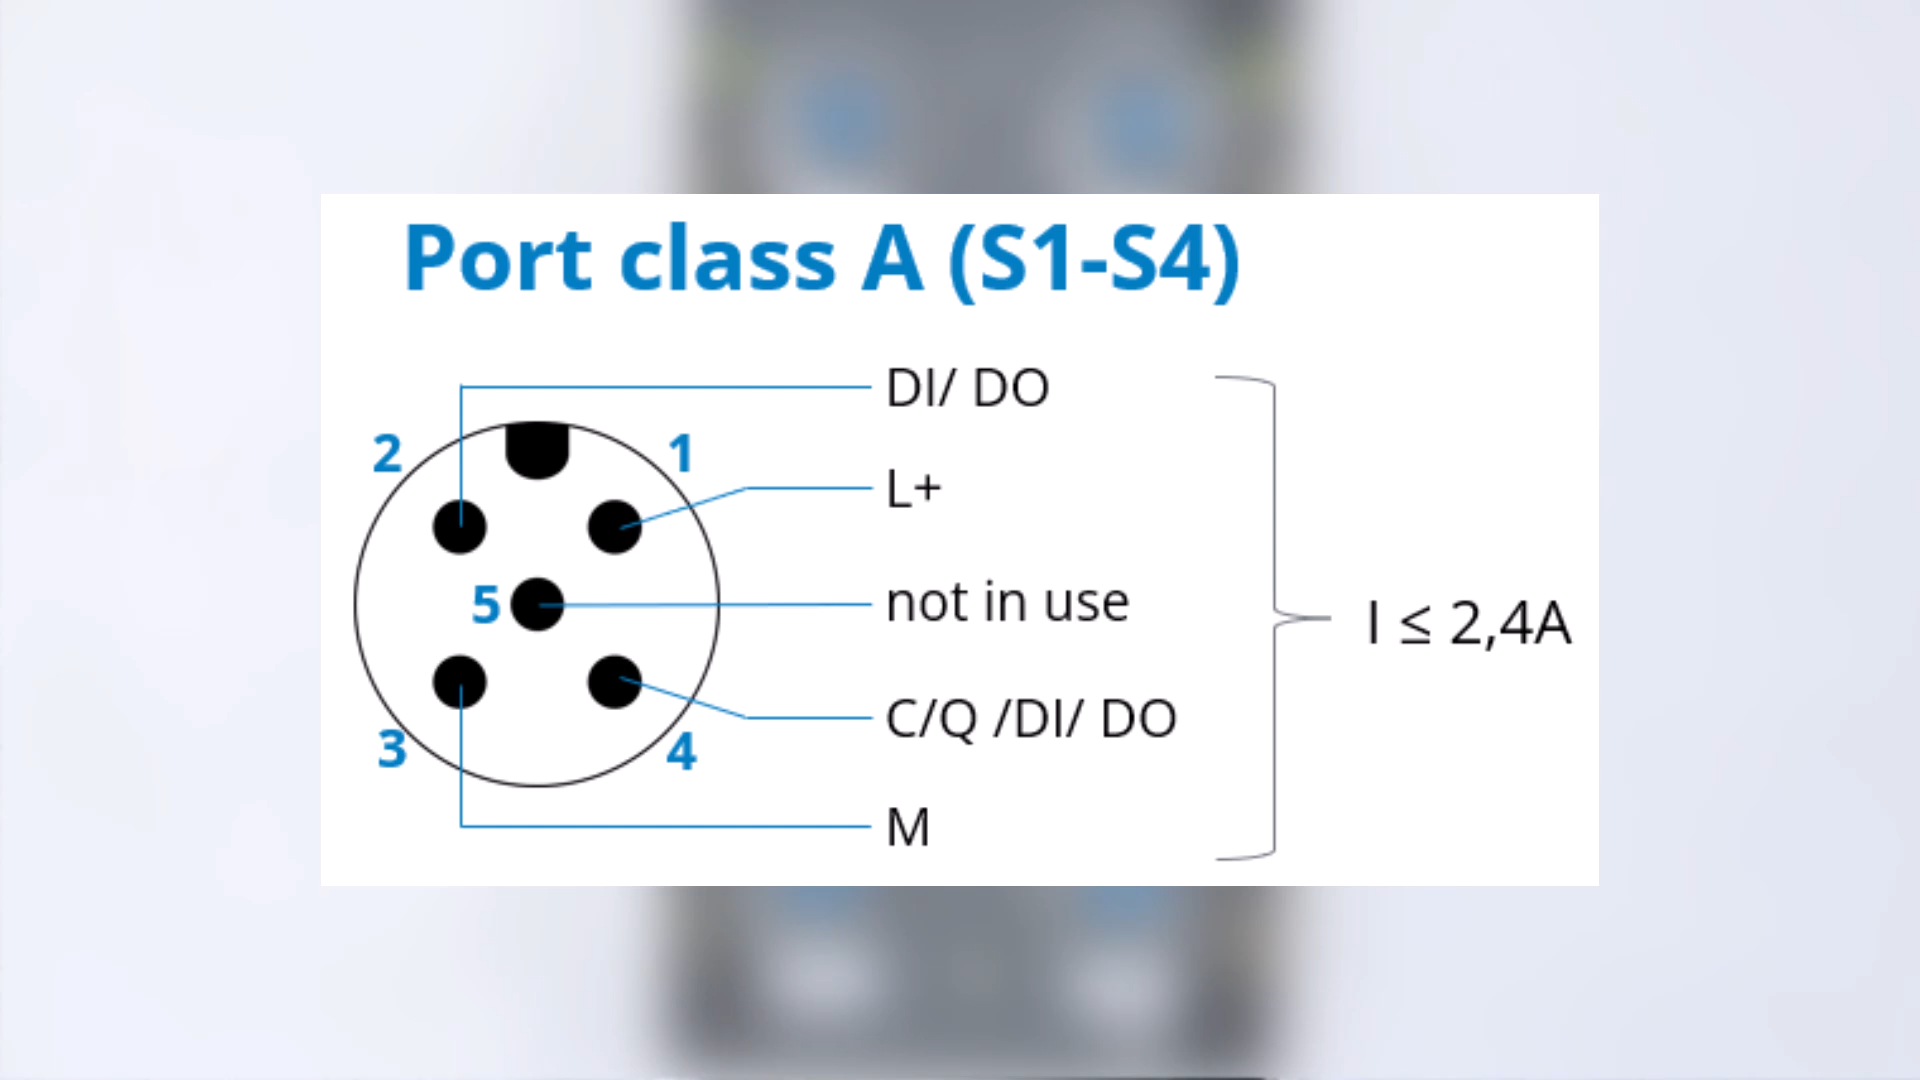 Port class A (S1-S4)
DI/ DO
2
1
L+
5
not in use
I ≤ 2,4A
C/Q /DI/ DO
3
4
M